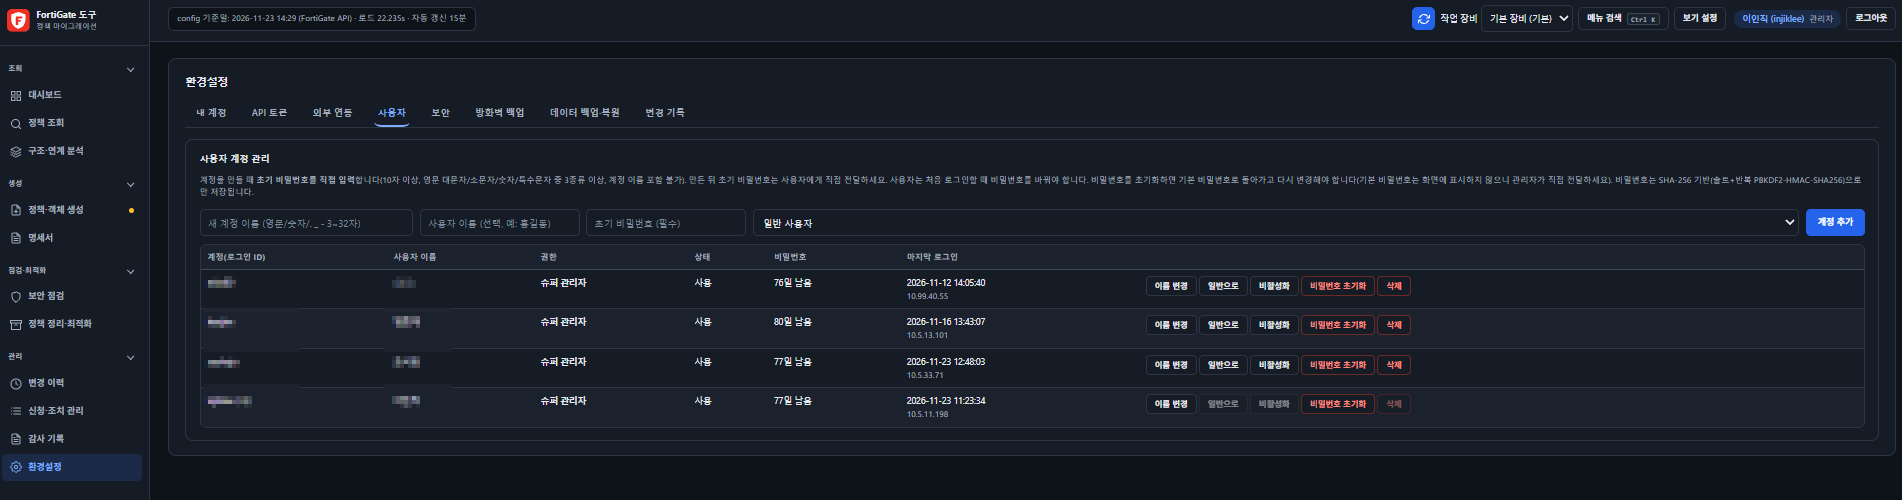 FortiGate 도구
정책 마이그레이션
config 기준일: 2026-11-23 14:29 (FortiGate API) · 로드 22.235s · 자동 갱신 15분
작업 장비
기본 장비 (기본)
메뉴 검색 Ctrl K
보기 설정
이인직 (injiklee) 관리자
로그아웃
조회
대시보드
정책 조회
구조·연계 분석
생성
정책·객체 생성
명세서
점검·최적화
보안 점검
정책 정리·최적화
관리
변경 이력
신청·조치 관리
감사 기록
환경설정
환경설정
내 계정 API 토큰 외부 연동 사용자 보안 방화벽 백업 데이터 백업·복원 변경 기록
사용자 계정 관리
계정을 만들 때 초기 비밀번호를 직접 입력합니다(10자 이상, 영문 대문자/소문자/숫자/특수문자 중 3종류 이상, 계정 이름 포함 불가). 만든 뒤 초기 비밀번호는 사용자에게 직접 전달하세요. 사용자는 처음 로그인할 때 비밀번호를 바꿔야 합니다. 비밀번호를 초기화하면 기본 비밀번호로 돌아가고 다시 변경해야 합니다(기본 비밀번호는 화면에 표시하지 않으니 관리자가 직접 전달하세요). 비밀번호는 SHA-256 기반(솔트+반복 PBKDF2-HMAC-SHA256)으로
만 저장됩니다.
새 계정 이름 (영문/숫자/. _ - 3~32자) 사용자 이름 (선택, 예: 홍길동) 초기 비밀번호 (필수) 일반 사용자 계정 추가
계정(로그인 ID) 사용자 이름 권한 상태 비밀번호 마지막 로그인
슈퍼 관리자 사용 76일 남음 2026-11-12 14:05:40 이름 변경 일반으로 비활성화 비밀번호 초기화 삭제
10.99.40.55
슈퍼 관리자 사용 80일 남음 2026-11-16 13:43:07 이름 변경 일반으로 비활성화 비밀번호 초기화 삭제
10.5.13.101
슈퍼 관리자 사용 77일 남음 2026-11-23 12:48:03 이름 변경 일반으로 비활성화 비밀번호 초기화 삭제
10.5.33.71
슈퍼 관리자 사용 77일 남음 2026-11-23 11:23:34 이름 변경 일반으로 비활성화 비밀번호 초기화 삭제
10.5.11.198